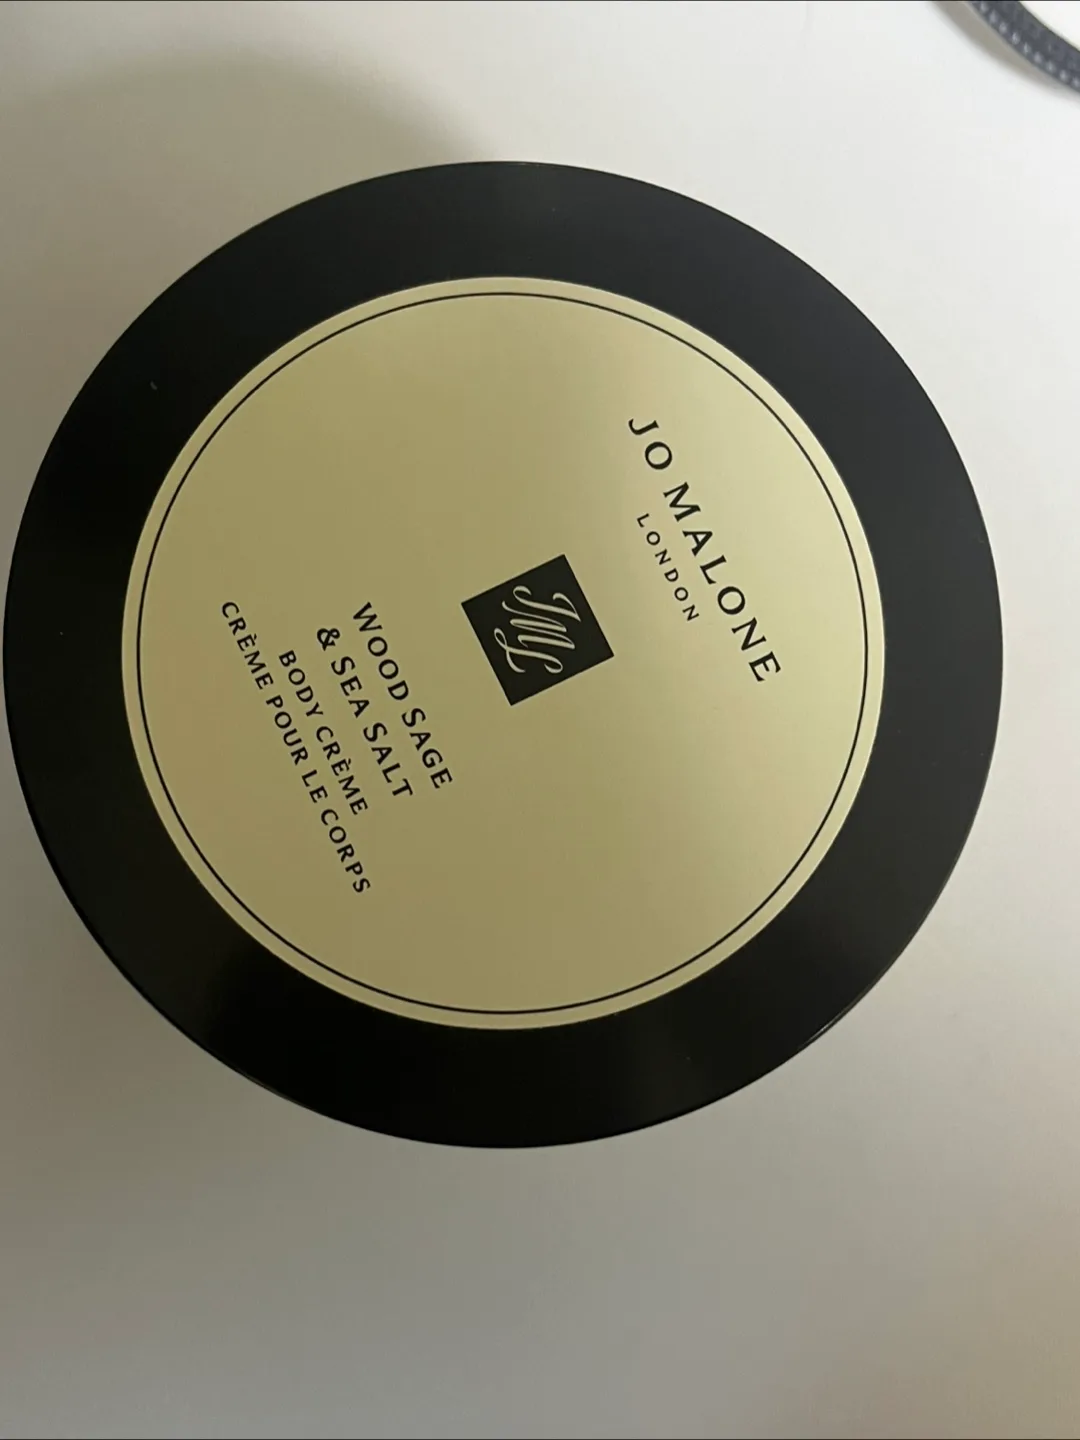 JO MALONE
LONDON
JML
WOOD SAGE
& SEA SALT
BODY CRÈME
CRÈME POUR LE CORPS